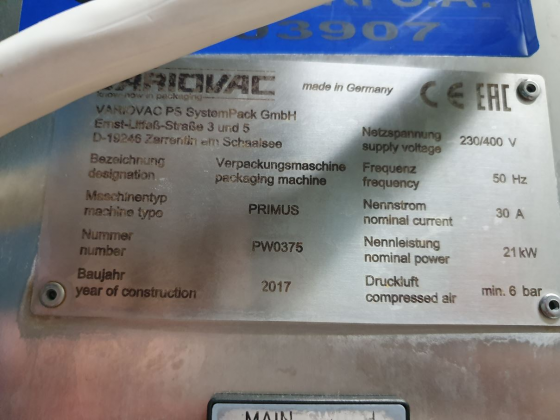 93907
VARIOVAC
made in Germany
CE EAC
VARIOVAC PS SystemPack GmbH
Ernst-Litfaß-Straße 3 und 5
D-19246 Zarrentin am Schaalsee
Netzspannung
supply voltage 230/400 V
Bezeichnung Verpackungsmaschine
designation packaging machine
Frequenz
frequency 50 Hz
Maschinentyp
machine type PRIMUS
Nennstrom
nominal current 30 A
Nummer
number PW0375
Nennleistung
nominal power 21 kW
Baujahr
year of construction 2017
Druckluft
compressed air min. 6 bar
MAIN